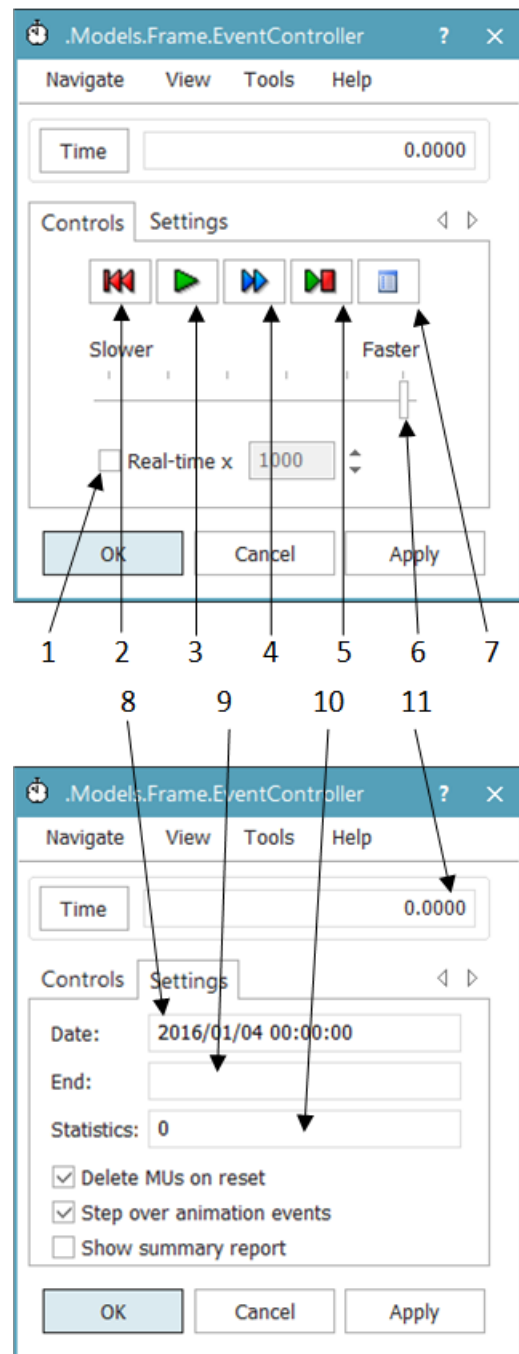 .Models.Frame.EventController ? ×
Navigate View Tools Help
Time 0.0000
Controls Settings
Slower Faster
Real-time x 1000
OK Cancel Apply
1 2 3 4 5 6 7
8 9 10 11
.Models.Frame.EventController ? ×
Navigate View Tools Help
Time 0.0000
Controls Settings
Date: 2016/01/04 00:00:00
End:
Statistics: 0
Delete MUs on reset
Step over animation events
Show summary report
OK Cancel Apply